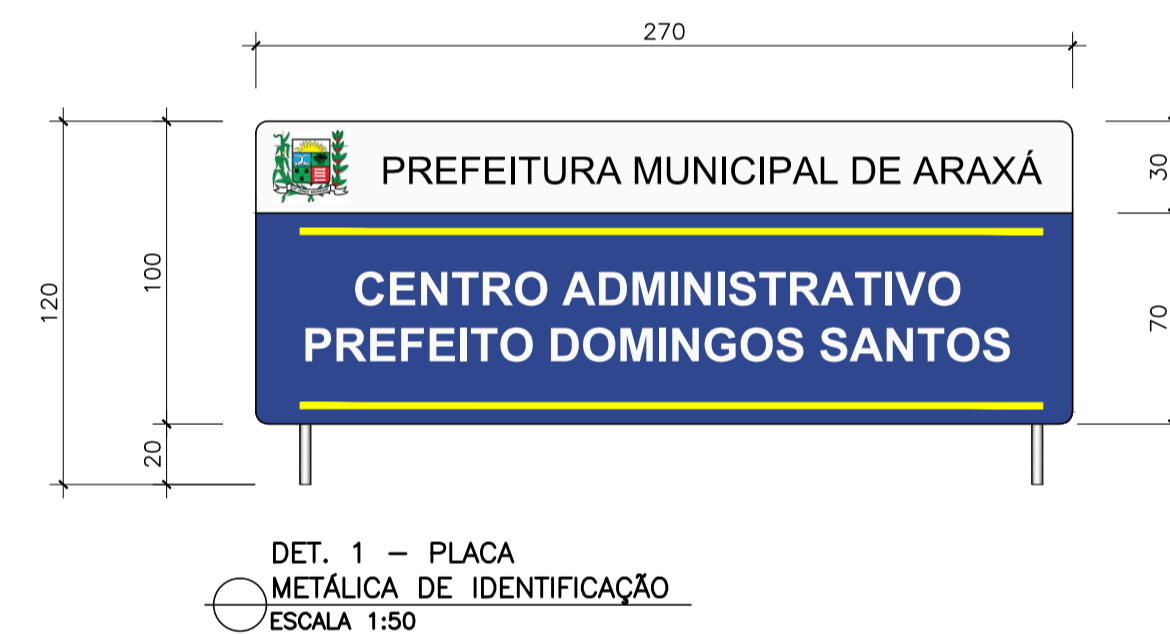 270
PREFEITURA MUNICIPAL DE ARAXÁ
30
CENTRO ADMINISTRATIVO
PREFEITO DOMINGOS SANTOS
120
100
70
20
DET. 1 – PLACA
METÁLICA DE IDENTIFICAÇÃO
ESCALA 1:50